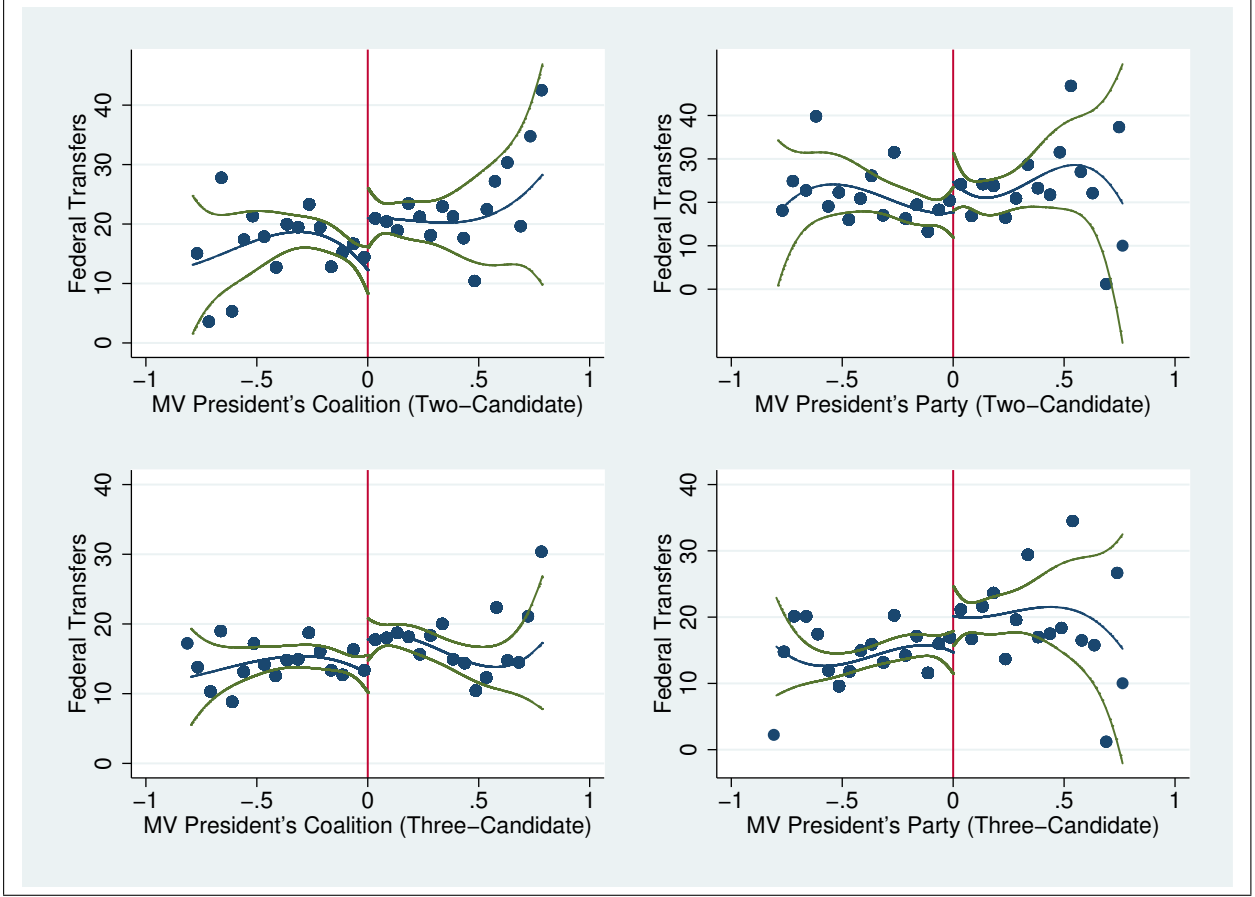 Federal Transfers
40
30
20
10
0
−1 −.5 0 .5 1
MV President's Coalition (Two−Candidate)
Federal Transfers
40
30
20
10
0
−1 −.5 0 .5 1
MV President's Party (Two−Candidate)
Federal Transfers
40
30
20
10
0
−1 −.5 0 .5 1
MV President's Coalition (Three−Candidate)
Federal Transfers
40
30
20
10
0
−1 −.5 0 .5 1
MV President's Party (Three−Candidate)